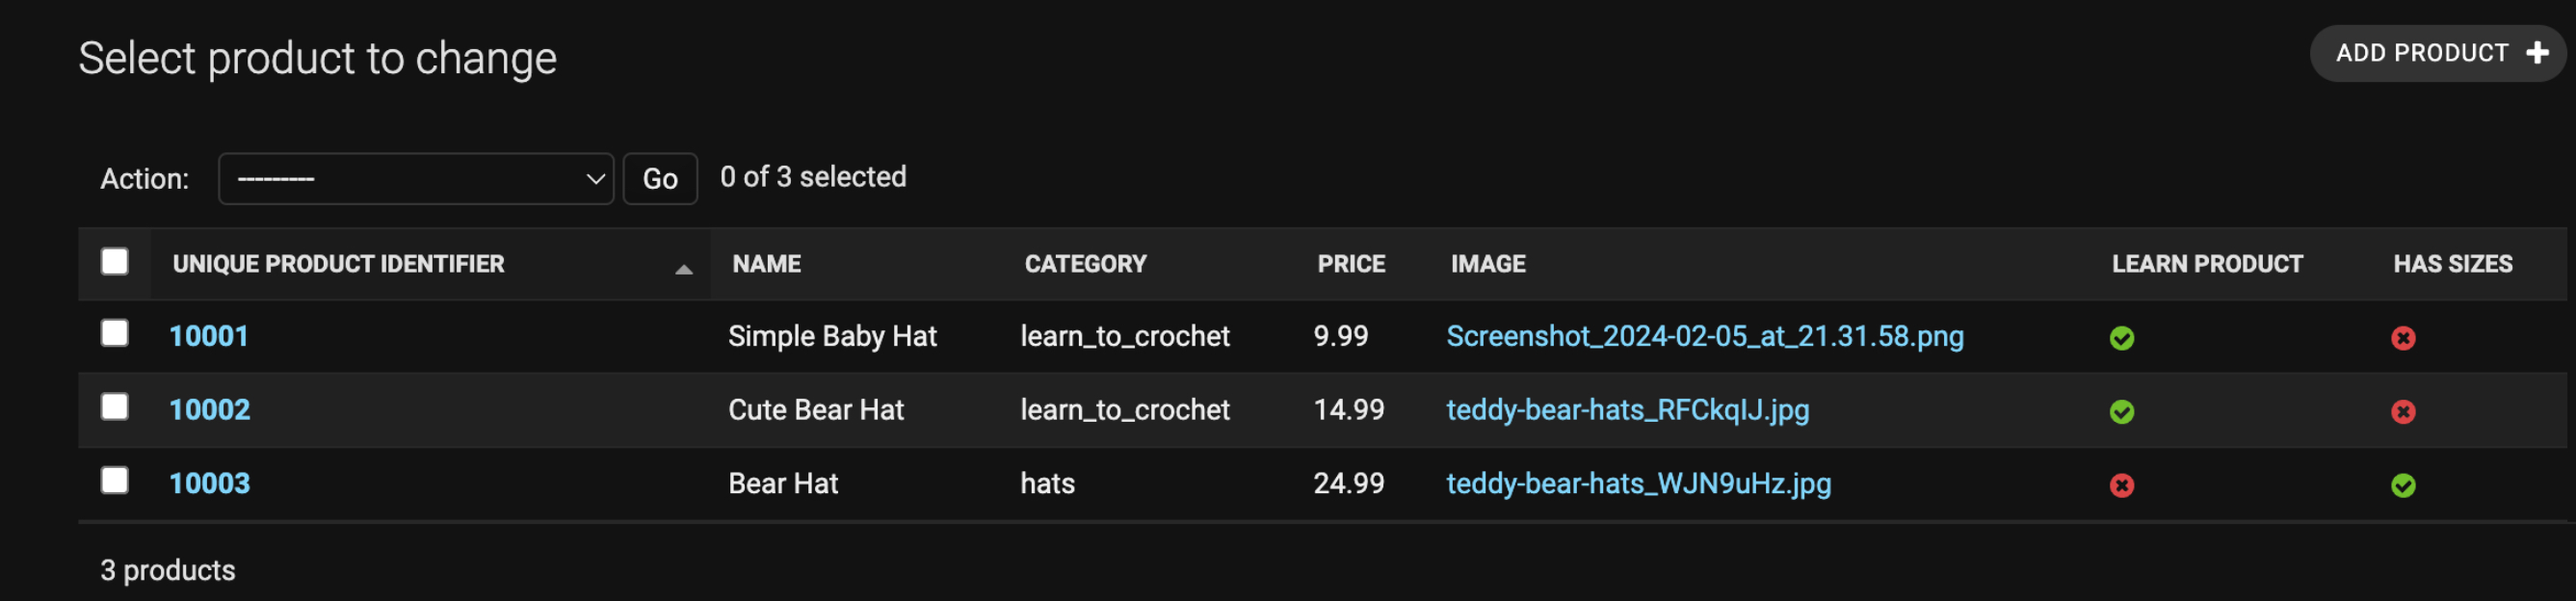 Select product to change
ADD PRODUCT
Action: --------- Go 0 of 3 selected
UNIQUE PRODUCT IDENTIFIER NAME CATEGORY PRICE IMAGE LEARN PRODUCT HAS SIZES
10001 Simple Baby Hat learn_to_crochet 9.99 Screenshot_2024-02-05_at_21.31.58.png
10002 Cute Bear Hat learn_to_crochet 14.99 teddy-bear-hats_RFCkqIJ.jpg
10003 Bear Hat hats 24.99 teddy-bear-hats_WJN9uHz.jpg
3 products